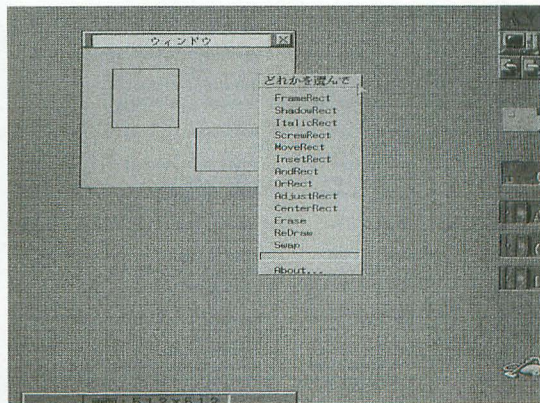 ウィンドウ
どれかを選んで
FrameRect
ShadowRect
ItalicRect
ScrewRect
MoveRect
InsetRect
AndRect
OrRect
AdjustRect
CenterRect
Erase
ReDraw
Swap
About...